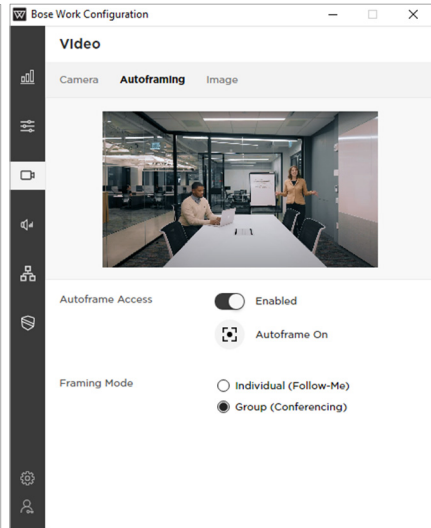 Bose Work Configuration
VIdeo
Camera Autoframing Image
Autoframe Access Enabled
Autoframe On
Framing Mode Individual (Follow-Me)
Group (Conferencing)